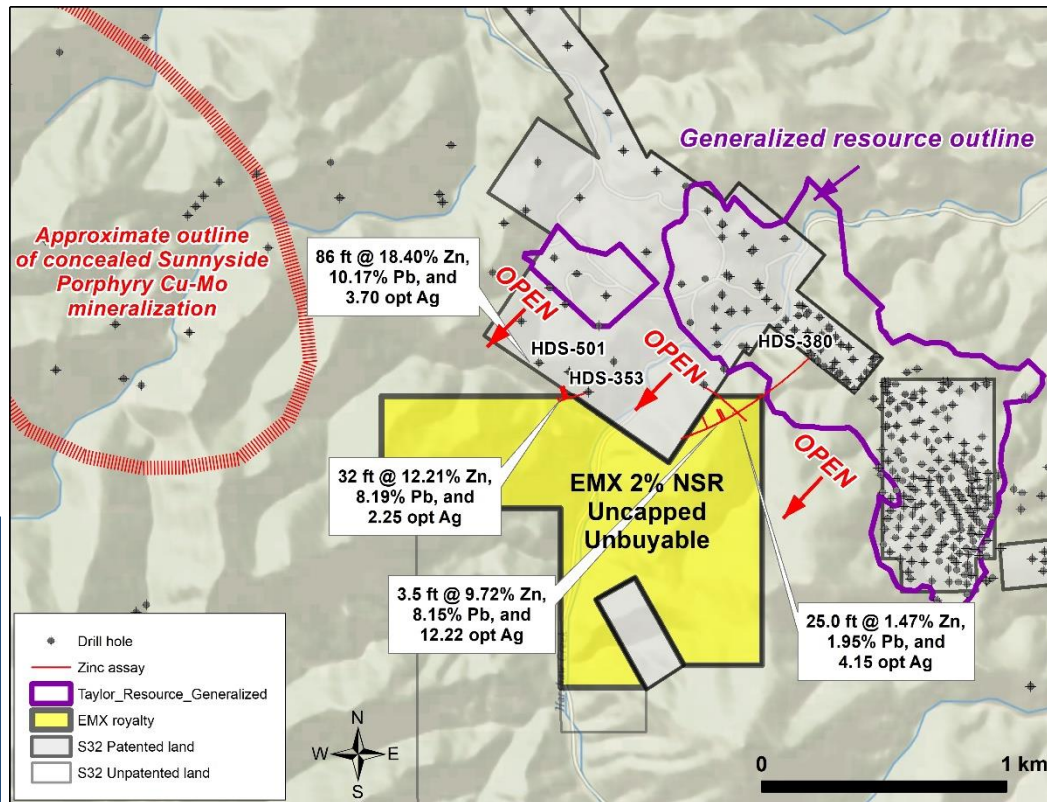 Generalized resource outline
Approximate outline
of concealed Sunnyside
Porphyry Cu-Mo
mineralization
86 ft @ 18.40% Zn,
10.17% Pb, and
3.70 opt Ag
OPEN
OPEN
HDS-380
HDS-501
HDS-353
OPEN
32 ft @ 12.21% Zn,
8.19% Pb, and
2.25 opt Ag
EMX 2% NSR
Uncapped
Unbuyable
3.5 ft @ 9.72% Zn,
8.15% Pb, and
12.22 opt Ag
25.0 ft @ 1.47% Zn,
1.95% Pb, and
4.15 opt Ag
Drill hole
Zinc assay
Taylor_Resource_Generalized
EMX royalty
S32 Patented land
S32 Unpatented land
N
W E
S
0 1 km